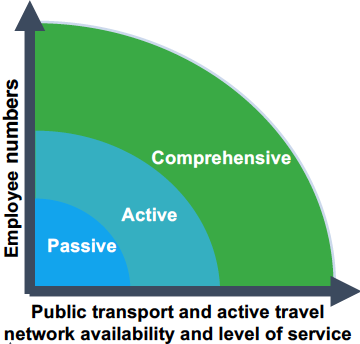 Employee numbers
Comprehensive
Active
Passive
Public transport and active travel
network availability and level of service